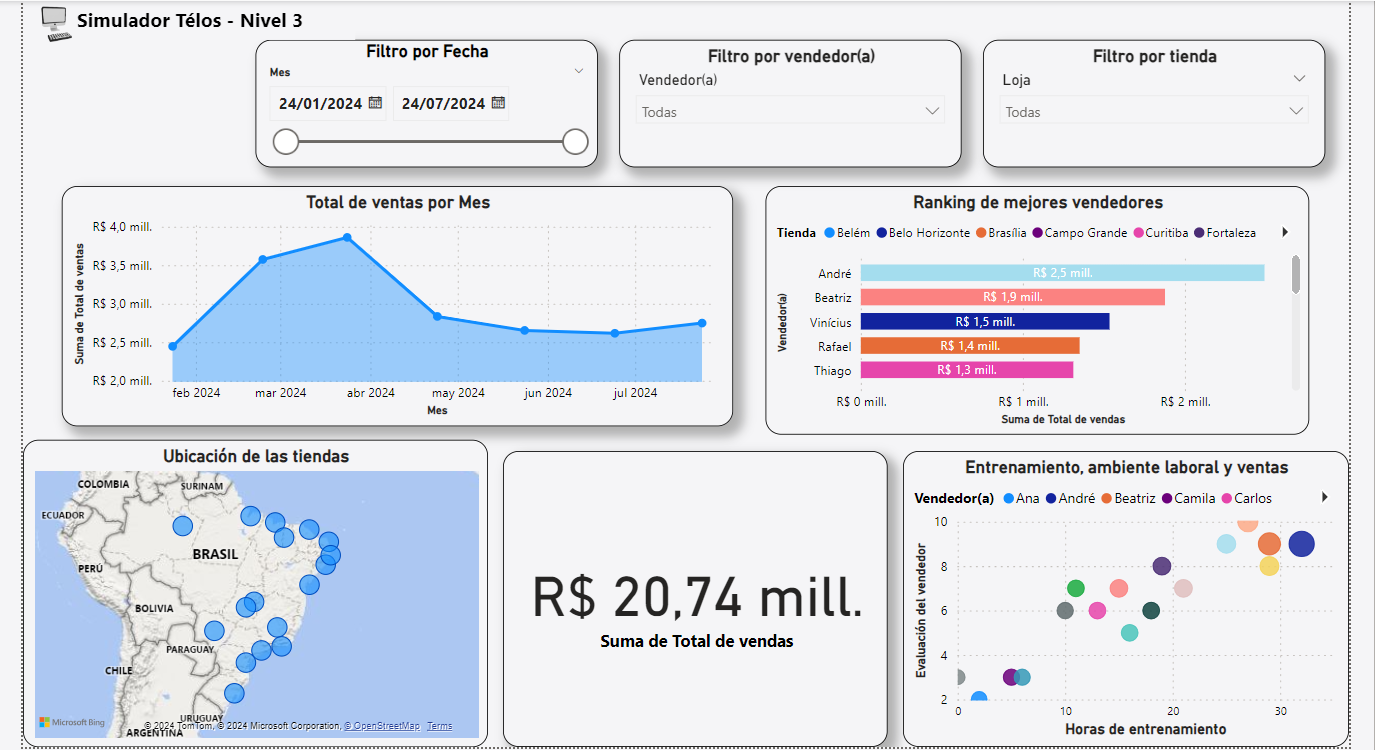 Simulador Télos - Nivel 3
Filtro por Fecha
Mes
24/01/2024 24/07/2024
Filtro por vendedor(a)
Vendedor(a)
Todas
Filtro por tienda
Loja
Todas
Total de ventas por Mes
Suma de Total de ventas
R$ 4,0 mill.
R$ 3,5 mill.
R$ 3,0 mill.
R$ 2,5 mill.
R$ 2,0 mill.
feb 2024 mar 2024 abr 2024 may 2024 jun 2024 jul 2024
Mes
Ranking de mejores vendedores
Tienda Belém Belo Horizonte Brasília Campo Grande Curitiba Fortaleza
Vendedor(a)
André R$ 2,5 mill.
Beatriz R$ 1,9 mill.
Vinícius R$ 1,5 mill.
Rafael R$ 1,4 mill.
Thiago R$ 1,3 mill.
R$ 0 mill. R$ 1 mill. R$ 2 mill.
Suma de Total de vendas
Ubicación de las tiendas
COLOMBIA
SURINAM
ECUADOR
BRASIL
PERÚ
BOLIVIA
PARAGUAY
CHILE
URUGUAY
ARGENTINA
Microsoft Bing
© 2024 TomTom, © 2024 Microsoft Corporation, © OpenStreetMap Terms
R$ 20,74 mill.
Suma de Total de vendas
Entrenamiento, ambiente laboral y ventas
Vendedor(a) Ana André Beatriz Camila Carlos
Evaluación del vendedor
10
8
6
4
2
0 10 20 30
Horas de entrenamiento